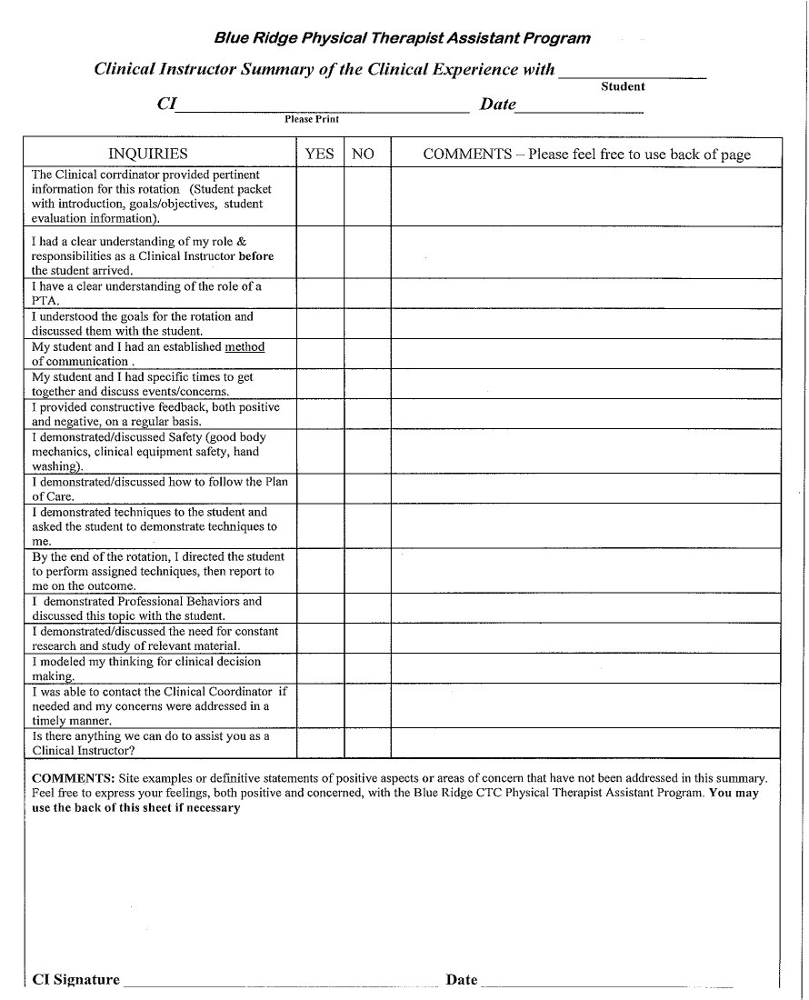 Blue Ridge Physical Therapist Assistant Program
Clinical Instructor Summary of the Clinical Experience with
Student
CI Date
Please Print
INQUIRIES YES NO COMMENTS – Please feel free to use back of page
The Clinical corrdinator provided pertinent
information for this rotation (Student packet
with introduction, goals/objectives, student
evaluation information).
I had a clear understanding of my role &
responsibilities as a Clinical Instructor before
the student arrived.
I have a clear understanding of the role of a
PTA.
I understood the goals for the rotation and
discussed them with the student.
My student and I had an established method
of communication .
My student and I had specific times to get
together and discuss events/concerns.
I provided constructive feedback, both positive
and negative, on a regular basis.
I demonstrated/discussed Safety (good body
mechanics, clinical equipment safety, hand
washing).
I demonstrated/discussed how to follow the Plan
of Care.
I demonstrated techniques to the student and
asked the student to demonstrate techniques to
me.
By the end of the rotation, I directed the student
to perform assigned techniques, then report to
me on the outcome.
I demonstrated Professional Behaviors and
discussed this topic with the student.
I demonstrated/discussed the need for constant
research and study of relevant material.
I modeled my thinking for clinical decision
making.
I was able to contact the Clinical Coordinator if
needed and my concerns were addressed in a
timely manner.
Is there anything we can do to assist you as a
Clinical Instructor?
COMMENTS: Site examples or definitive statements of positive aspects or areas of concern that have not been addressed in this summary.
Feel free to express your feelings, both positive and concerned, with the Blue Ridge CTC Physical Therapist Assistant Program. You may
use the back of this sheet if necessary
CI Signature Date